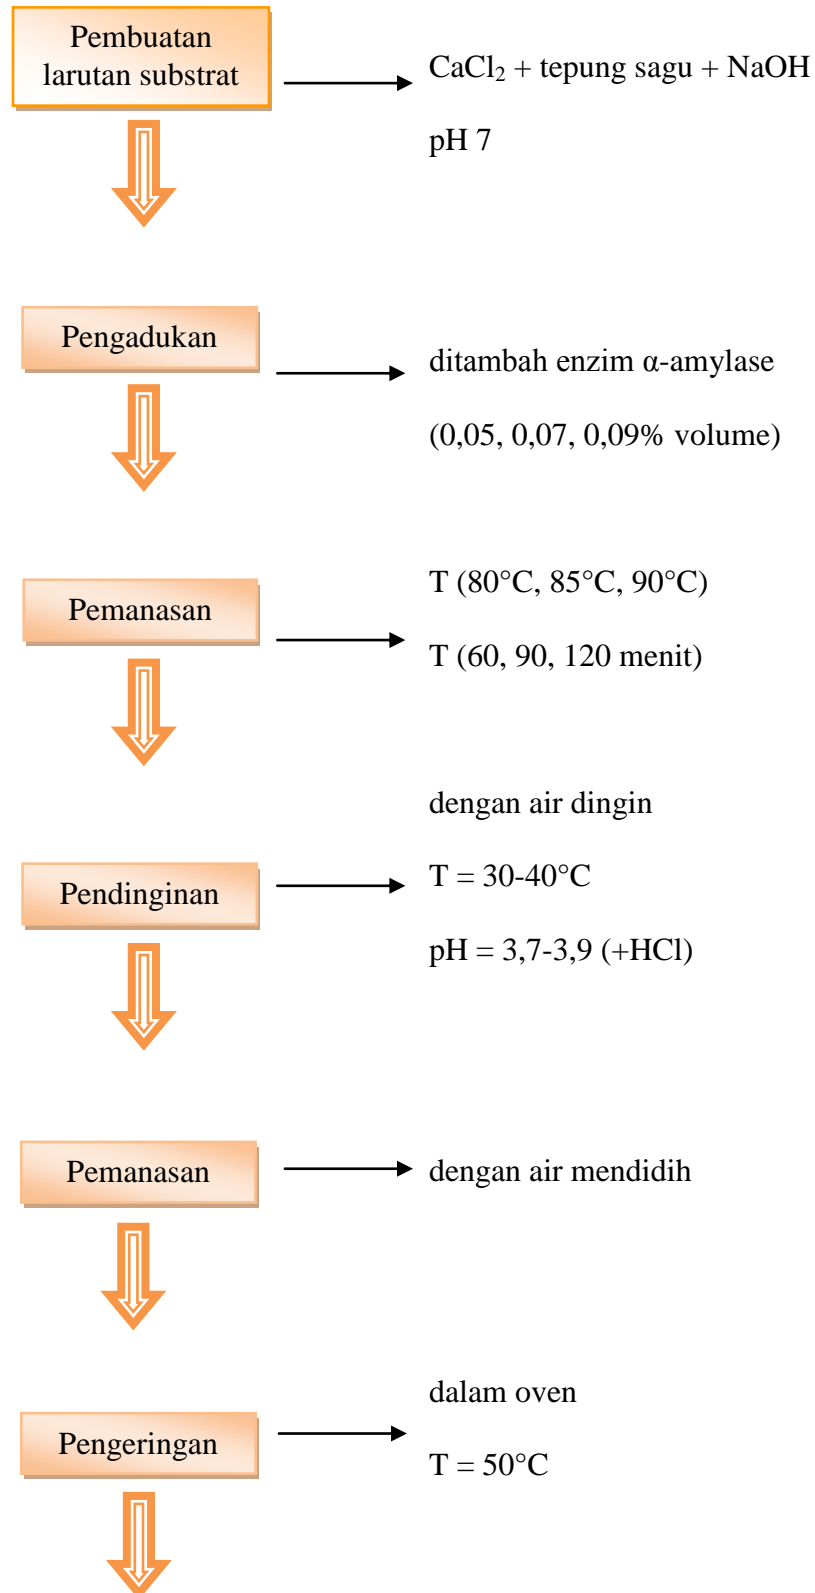 Pembuatan
larutan substrat
CaCl₂ + tepung sagu + NaOH
pH 7
Pengadukan
ditambah enzim α-amylase
(0,05, 0,07, 0,09% volume)
Pemanasan
T (80°C, 85°C, 90°C)
T (60, 90, 120 menit)
Pendinginan
dengan air dingin
T = 30-40°C
pH = 3,7-3,9 (+HCl)
Pemanasan
dengan air mendidih
Pengeringan
dalam oven
T = 50°C